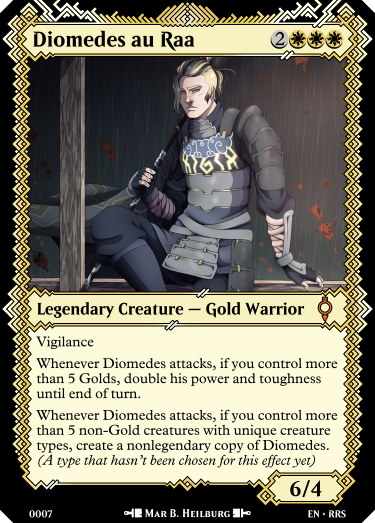 Diomedes au Raa 2
Legendary Creature — Gold Warrior
Vigilance
Whenever Diomedes attacks, if you control more
than 5 Golds, double his power and toughness
until end of turn.
Whenever Diomedes attacks, if you control more
than 5 non-Gold creatures with unique creature
types, create a nonlegendary copy of Diomedes.
(A type that hasn't been chosen for this effect yet)
6/4
0007 Mar B. Heilburg EN • RRS